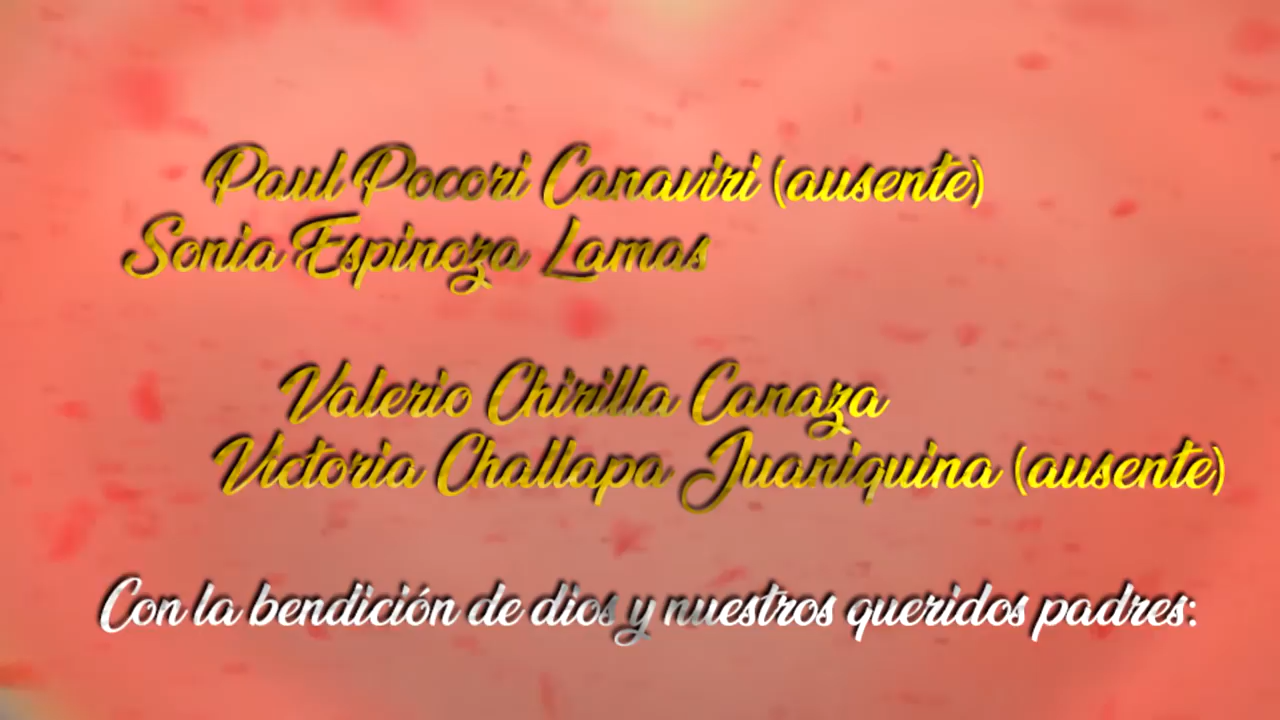 Paul Pocori Canaviri (ausente)
Sonia Espinoza Lamas
Valerio Chirilla Canaza
Victoria Challapa Juaniquina (ausente)
Con la bendición de dios y nuestros queridos padres: